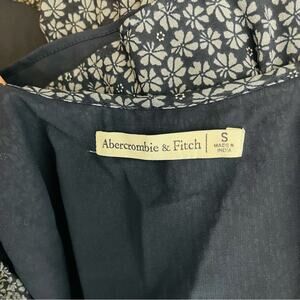 Abercrombie & Fitch
S
MADE IN
INDIA